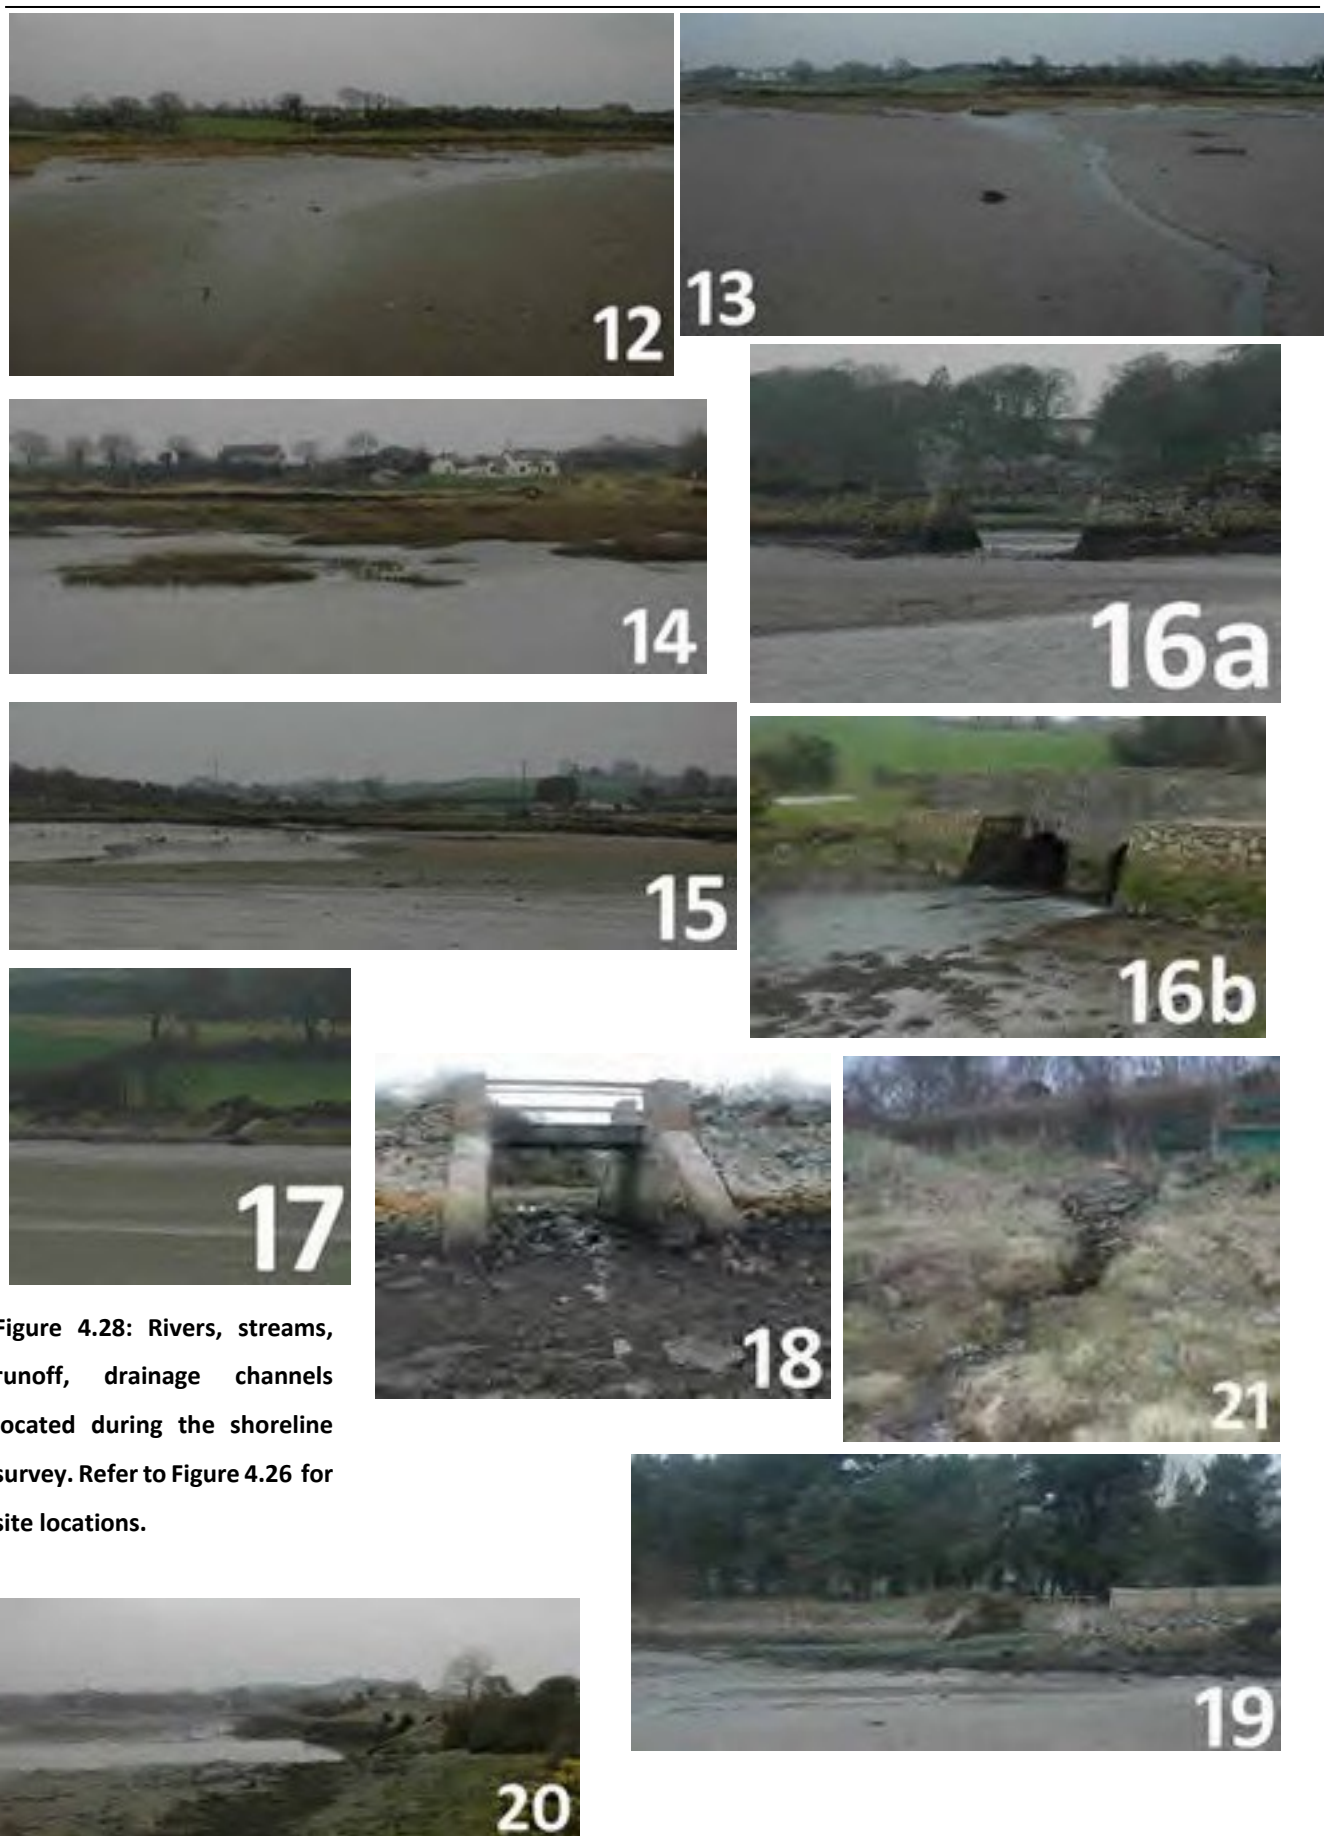 12
13
14
16a
15
16b
17
18
21
Figure 4.28: Rivers, streams,
runoff, drainage channels
located during the shoreline
survey. Refer to Figure 4.26 for
site locations.
19
20